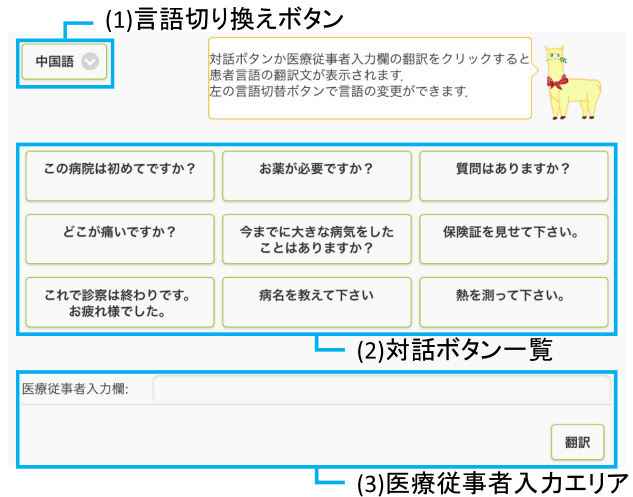 (1)言語切り換えボタン
中国語
対話ボタンか医療従事者入力欄の翻訳をクリックすると
患者言語の翻訳文が表示されます.
左の言語切替ボタンで言語の変更ができます.
この病院は初めてですか？
お薬が必要ですか？
質問はありますか？
どこが痛いですか？
今までに大きな病気をした
ことはありますか？
保険証を見せて下さい。
これで診察は終わりです。
お疲れ様でした。
病名を教えて下さい
熱を測って下さい。
(2)対話ボタン一覧
医療従事者入力欄:
翻訳
(3)医療従事者入力エリア